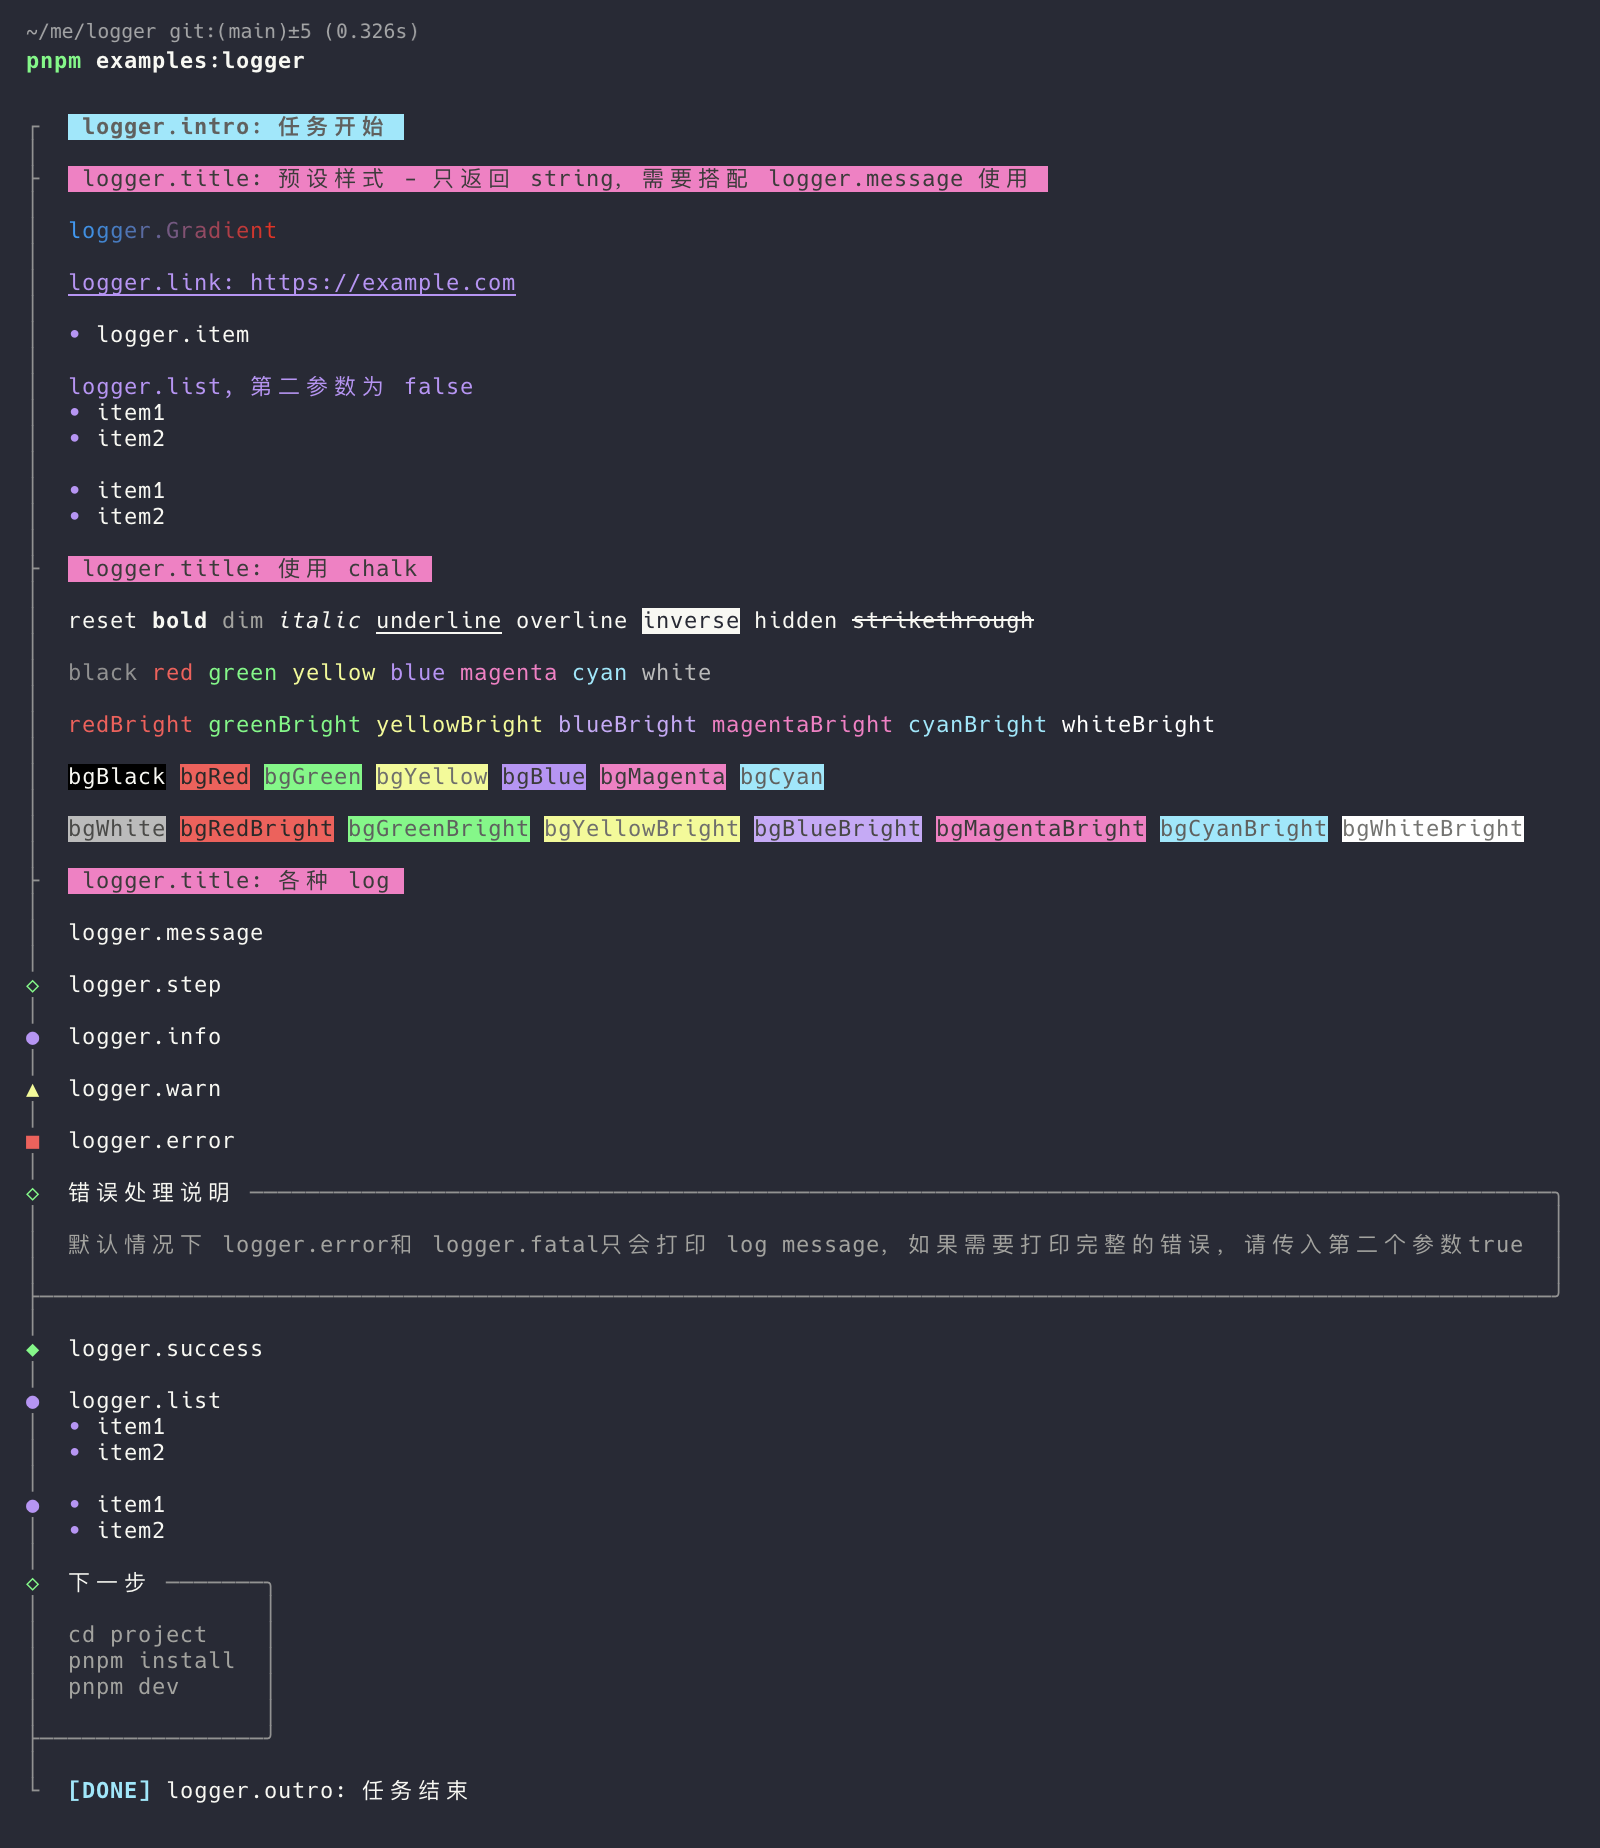 ~/me/logger git:(main)±5 (0.326s)
pnpm examples:logger
logger.intro: 任务开始
logger.title: 预设样式 - 只返回 string, 需要搭配 logger.message 使用
logger.Gradient
logger.link: https://example.com
• logger.item
logger.list, 第二参数为 false
• item1
• item2
• item1
• item2
logger.title: 使用 chalk
reset bold dim italic underline overline inverse hidden strikethrough
black red green yellow blue magenta cyan white
redBright greenBright yellowBright blueBright magentaBright cyanBright whiteBright
bgBlack bgRed bgGreen bgYellow bgBlue bgMagenta bgCyan
bgWhite bgRedBright bgGreenBright bgYellowBright bgBlueBright bgMagentaBright bgCyanBright bgWhiteBright
logger.title: 各种 log
logger.message
logger.step
logger.info
logger.warn
logger.error
错误处理说明
默认情况下 logger.error和 logger.fatal只会打印 log message, 如果需要打印完整的错误, 请传入第二个参数true
logger.success
logger.list
• item1
• item2
• item1
• item2
下一步
cd project
pnpm install
pnpm dev
[DONE] logger.outro: 任务结束